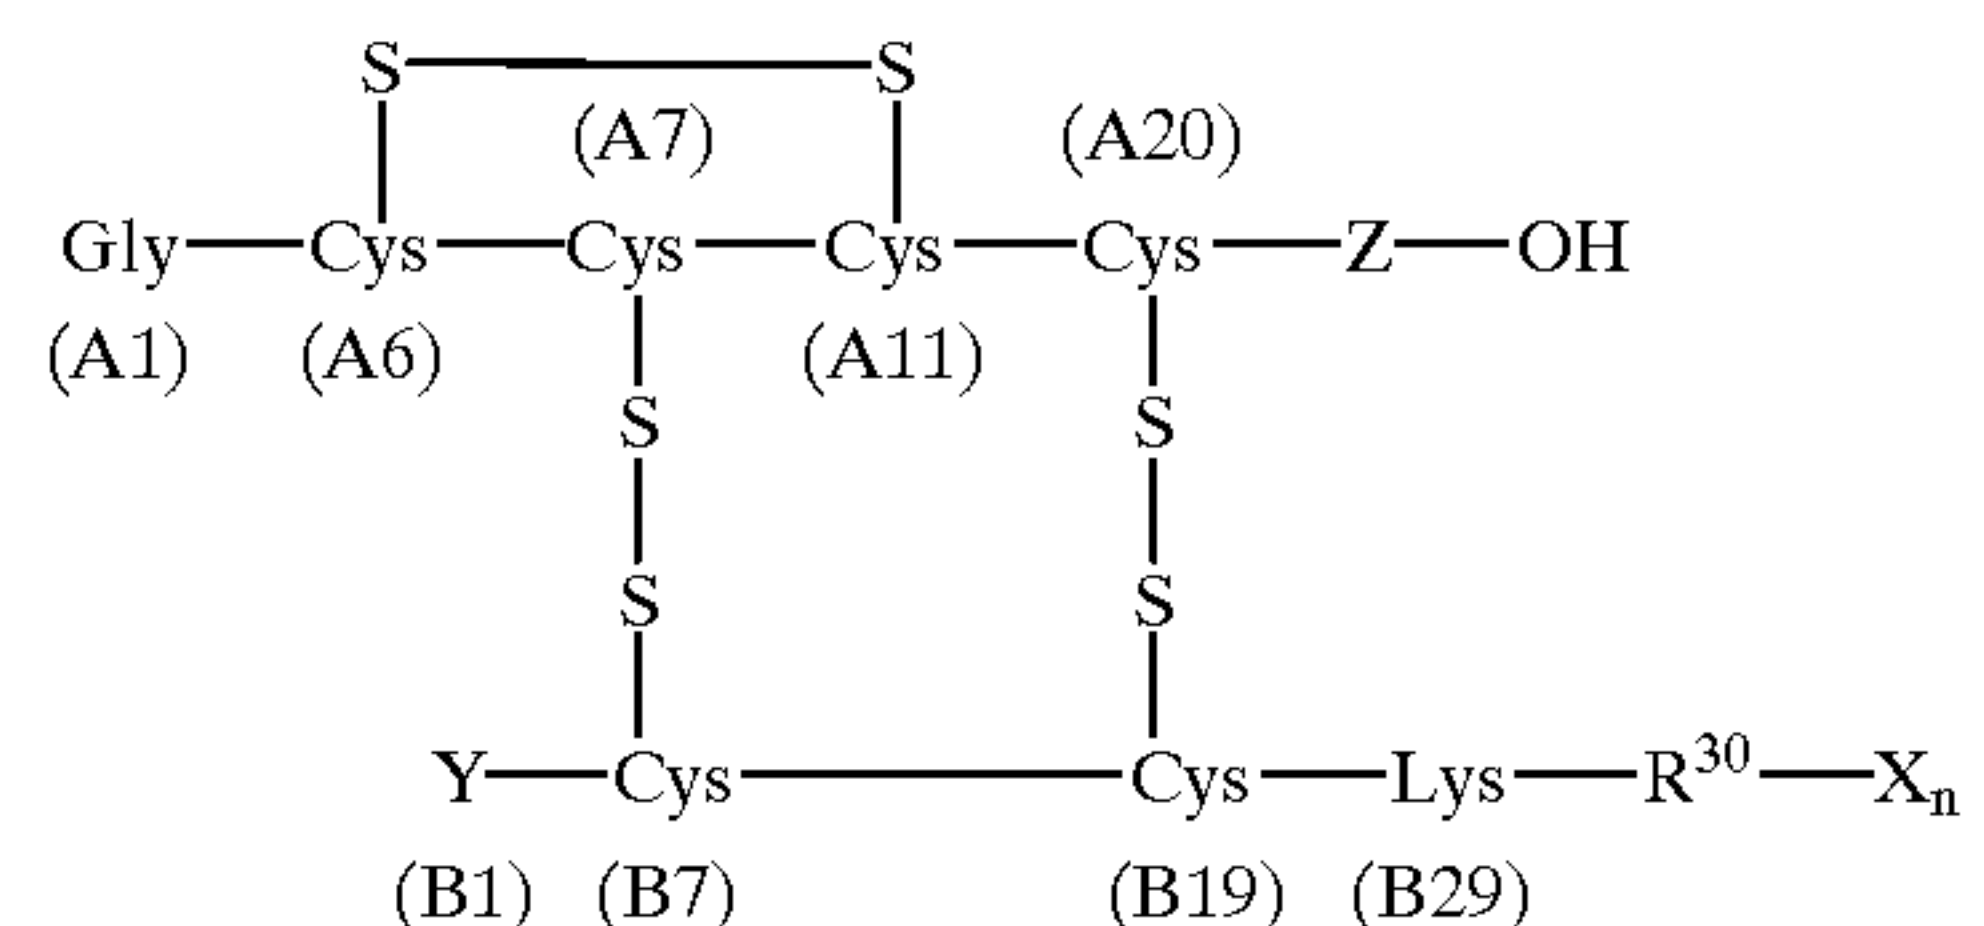 S S
(A7) (A20)
Gly Cys Cys Cys Cys Z OH
(A1) (A6) (A11)
S S
S S
Y Cys Cys Lys R³⁰ Xₙ
(B1) (B7) (B19) (B29)